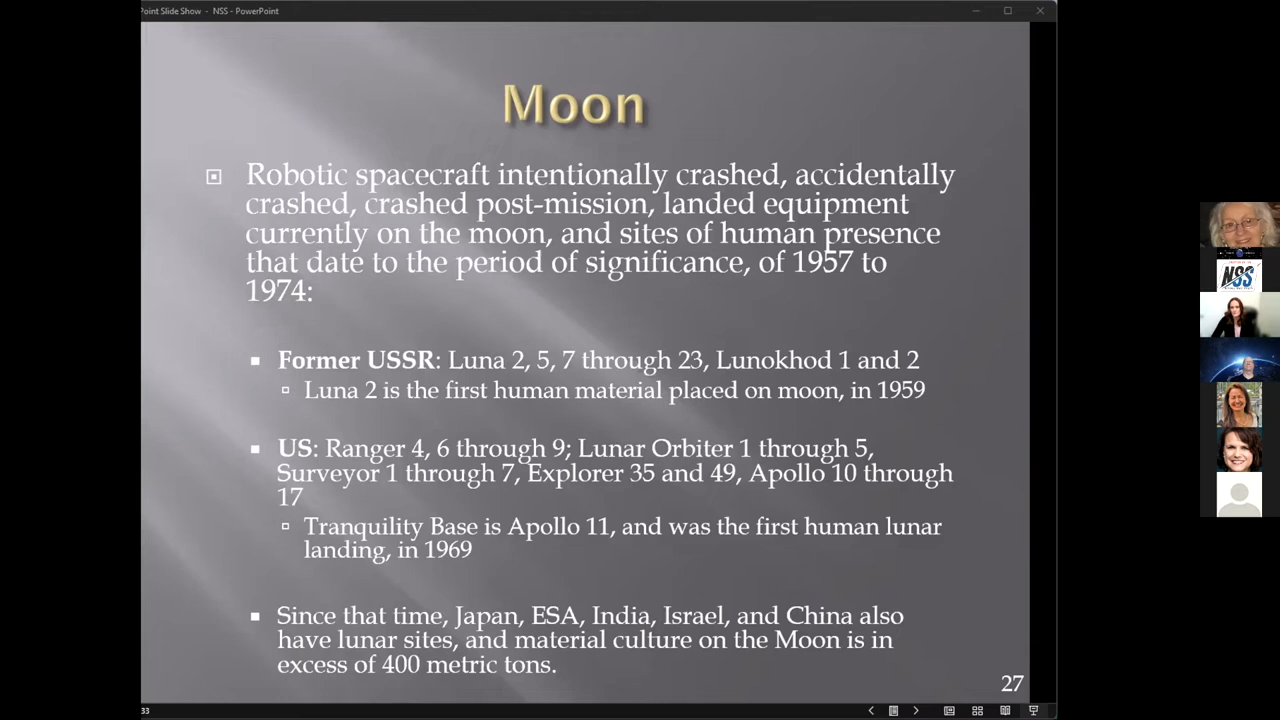 Point Slide Show - NSS - PowerPoint
Moon
Robotic spacecraft intentionally crashed, accidentally
crashed, crashed post-mission, landed equipment
currently on the moon, and sites of human presence
that date to the period of significance, of 1957 to
1974:
Former USSR: Luna 2, 5, 7 through 23, Lunokhod 1 and 2
Luna 2 is the first human material placed on moon, in 1959
US: Ranger 4, 6 through 9; Lunar Orbiter 1 through 5,
Surveyor 1 through 7, Explorer 35 and 49, Apollo 10 through
17
Tranquility Base is Apollo 11, and was the first human lunar
landing, in 1969
Since that time, Japan, ESA, India, Israel, and China also
have lunar sites, and material culture on the Moon is in
excess of 400 metric tons.
27
33
NSS